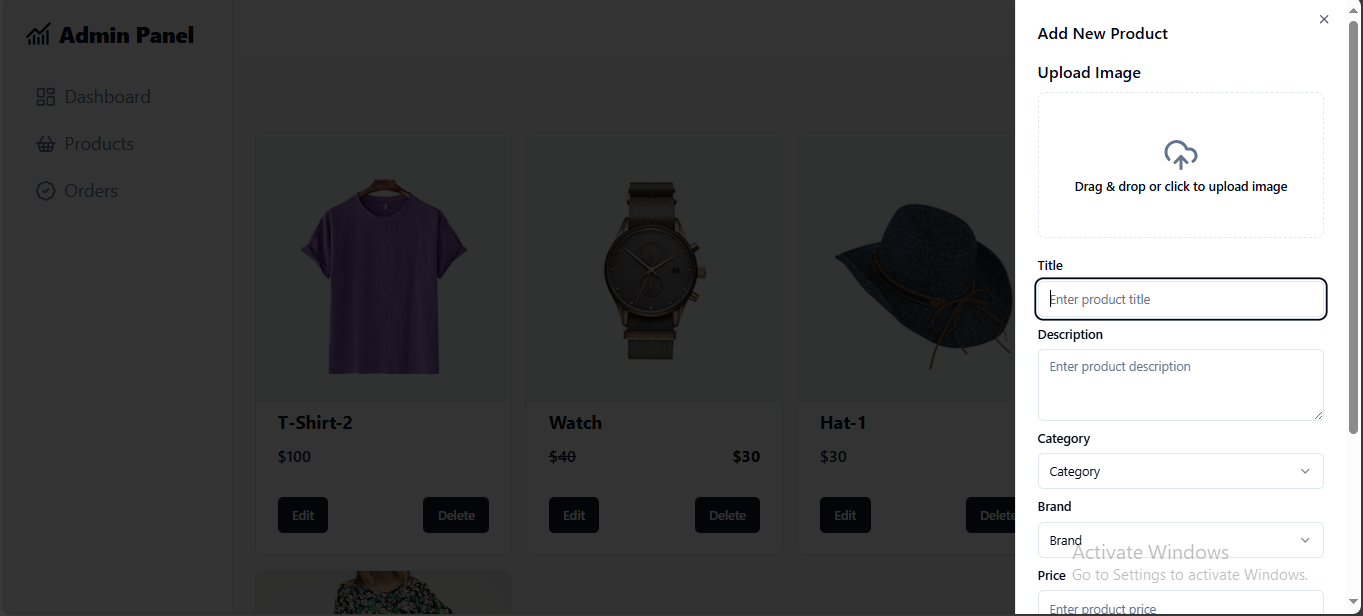 Admin Panel
Dashboard
Products
Orders
T-Shirt-2
$100
Edit
Delete
Watch
$40
$30
Edit
Delete
Hat-1
$30
Edit
Delete
Add New Product
Upload Image
Drag & drop or click to upload image
Title
Enter product title
Description
Enter product description
Category
Category
Brand
Brand
Activate Windows
Go to Settings to activate Windows.
Price
Enter product price